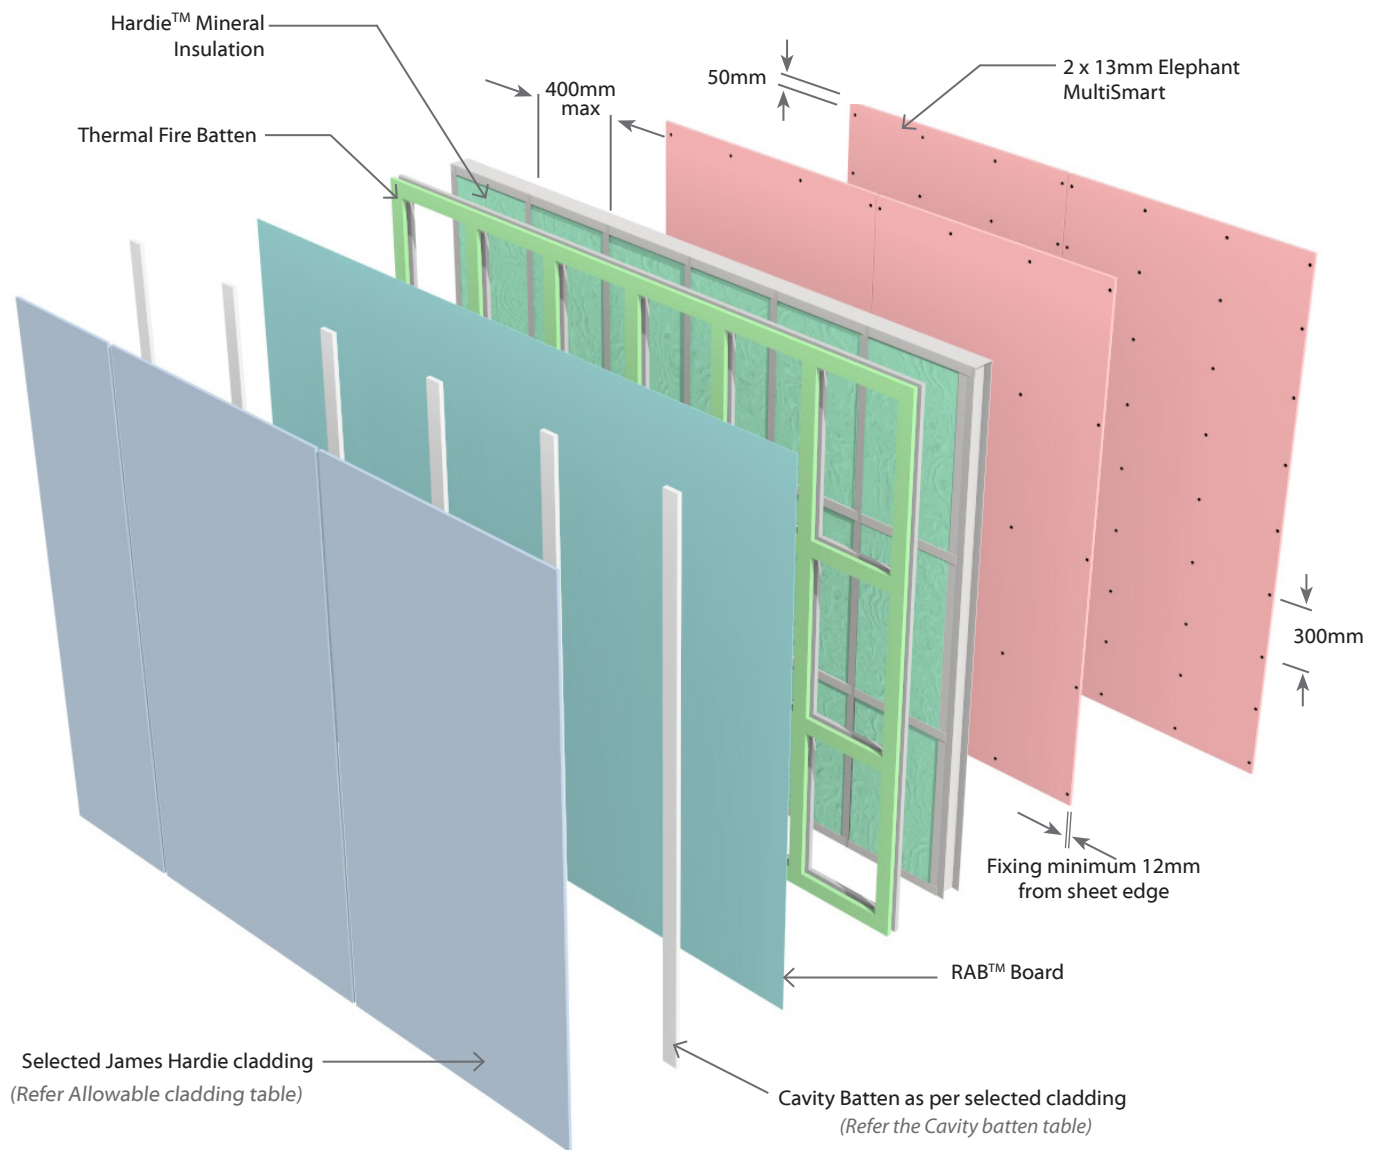 Hardie™ Mineral
Insulation
400mm
max
50mm
2 x 13mm Elephant
MultiSmart
Thermal Fire Batten
300mm
Fixing minimum 12mm
from sheet edge
RAB™ Board
Selected James Hardie cladding
(Refer Allowable cladding table)
Cavity Batten as per selected cladding
(Refer the Cavity batten table)